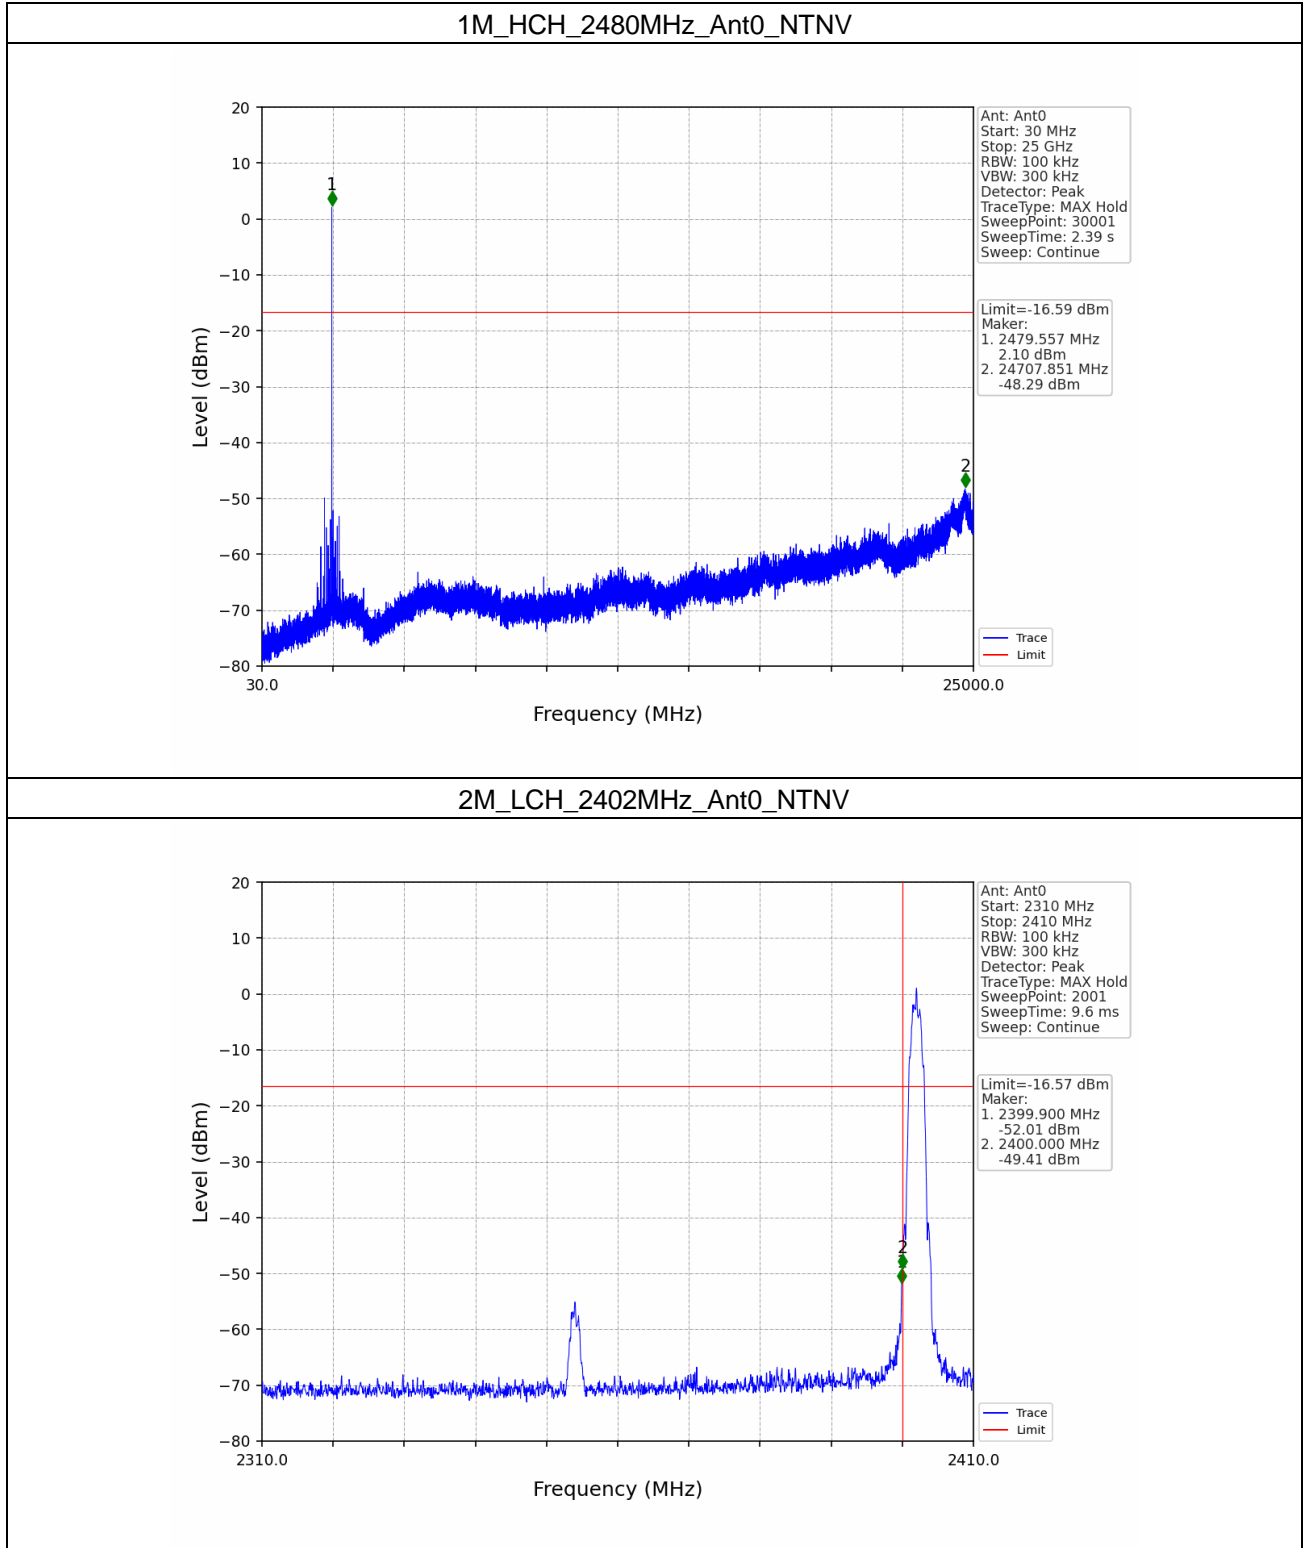 1M_HCH_2480MHz_Ant0_NTNV
20
10
0
−10
−20
−30
−40
−50
−60
−70
−80
Level (dBm)
1
2
30.0
25000.0
Frequency (MHz)
Ant: Ant0
Start: 30 MHz
Stop: 25 GHz
RBW: 100 kHz
VBW: 300 kHz
Detector: Peak
TraceType: MAX Hold
SweepPoint: 30001
SweepTime: 2.39 s
Sweep: Continue
Limit=-16.59 dBm
Maker:
1. 2479.557 MHz
2.10 dBm
2. 24707.851 MHz
-48.29 dBm
Trace
Limit
2M_LCH_2402MHz_Ant0_NTNV
20
10
0
−10
−20
−30
−40
−50
−60
−70
−80
Level (dBm)
2
2310.0
2410.0
Frequency (MHz)
Ant: Ant0
Start: 2310 MHz
Stop: 2410 MHz
RBW: 100 kHz
VBW: 300 kHz
Detector: Peak
TraceType: MAX Hold
SweepPoint: 2001
SweepTime: 9.6 ms
Sweep: Continue
Limit=-16.57 dBm
Maker:
1. 2399.900 MHz
-52.01 dBm
2. 2400.000 MHz
-49.41 dBm
Trace
Limit